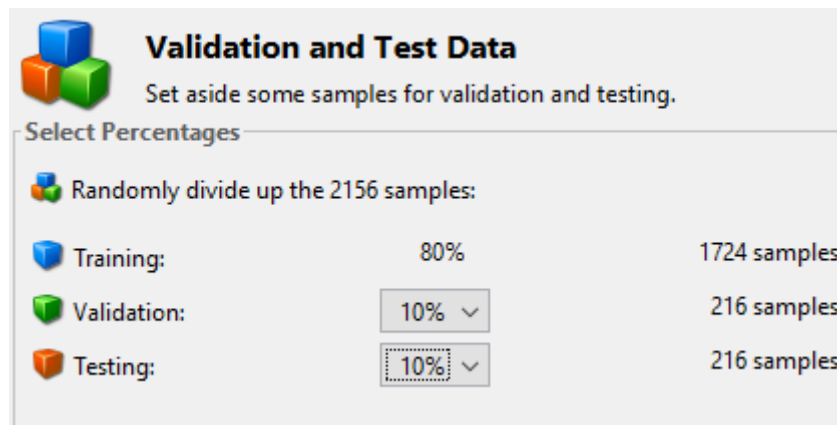 Validation and Test Data
Set aside some samples for validation and testing.
Select Percentages
Randomly divide up the 2156 samples:
Training: 80% 1724 samples
Validation: 10% 216 samples
Testing: 10% 216 samples